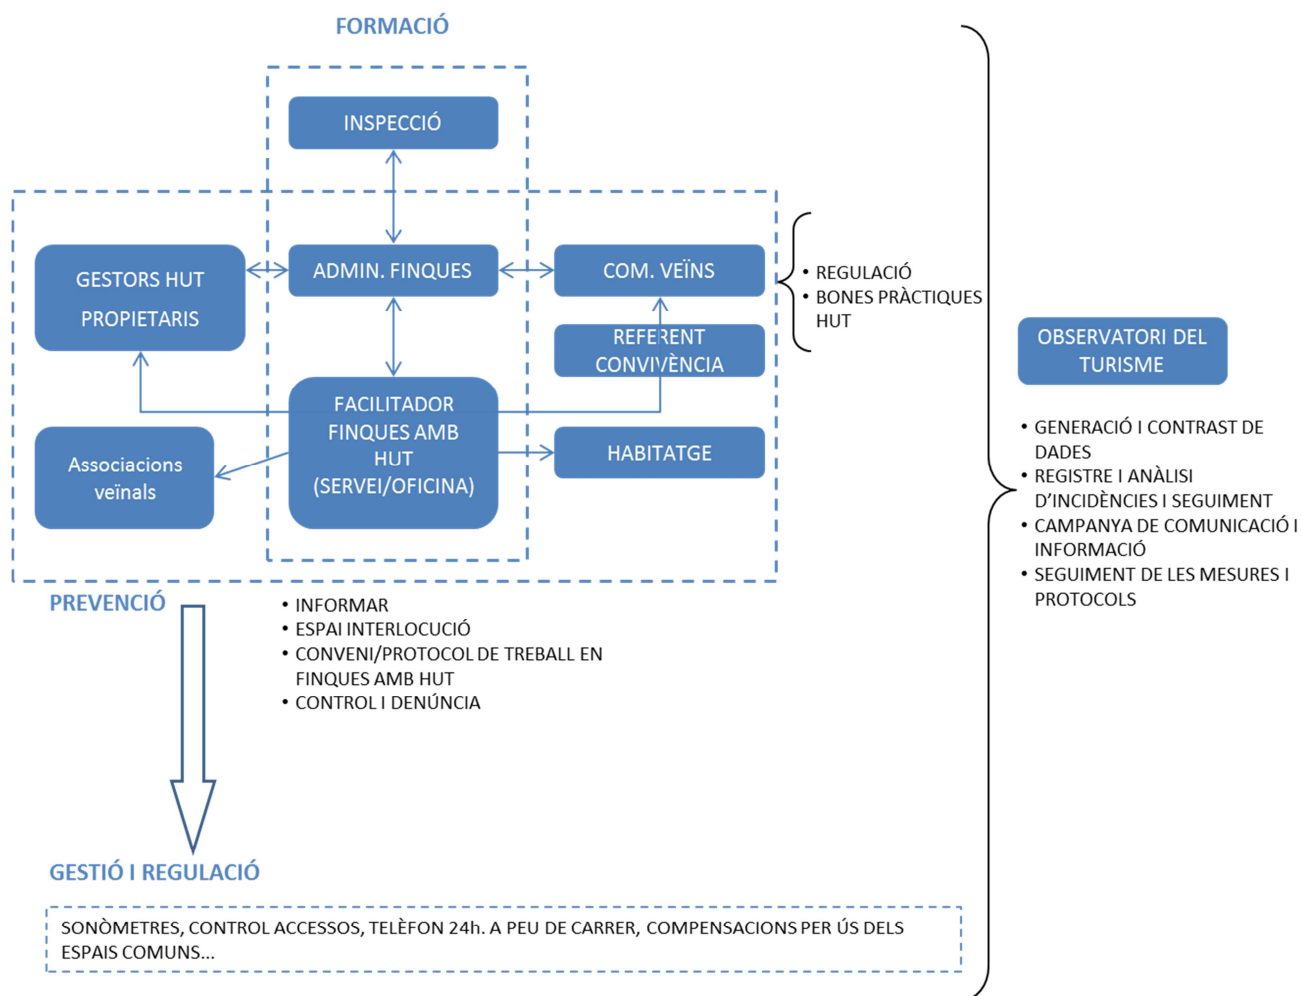 FORMACIÓ
INSPECCIÓ
GESTORS HUT
PROPIETARIS
ADMIN. FINQUES
COM. VEÏNS
REFERENT
CONVIVÈNCIA
FACILITADOR
FINQUES AMB
HUT
(SERVEI/OFICINA)
Associacions
veïnals
HABITATGE
• REGULACIÓ
• BONES PRÀCTIQUES
HUT
PREVENCIÓ
• INFORMAR
• ESPAI INTERLOCUCIÓ
• CONVENI/PROTOCOL DE TREBALL EN
FINQUES AMB HUT
• CONTROL I DENÚNCIA
GESTIÓ I REGULACIÓ
SONÒMETRES, CONTROL ACCESSOS, TELÈFON 24h. A PEU DE CARRER, COMPENSACIONS PER ÚS DELS
ESPAIS COMUNS...
OBSERVATORI DEL
TURISME
• GENERACIÓ I CONTRAST DE
DADES
• REGISTRE I ANÀLISI
D'INCIDÈNCIES I SEGUIMENT
• CAMPANYA DE COMUNICACIÓ I
INFORMACIÓ
• SEGUIMENT DE LES MESURES I
PROTOCOLS